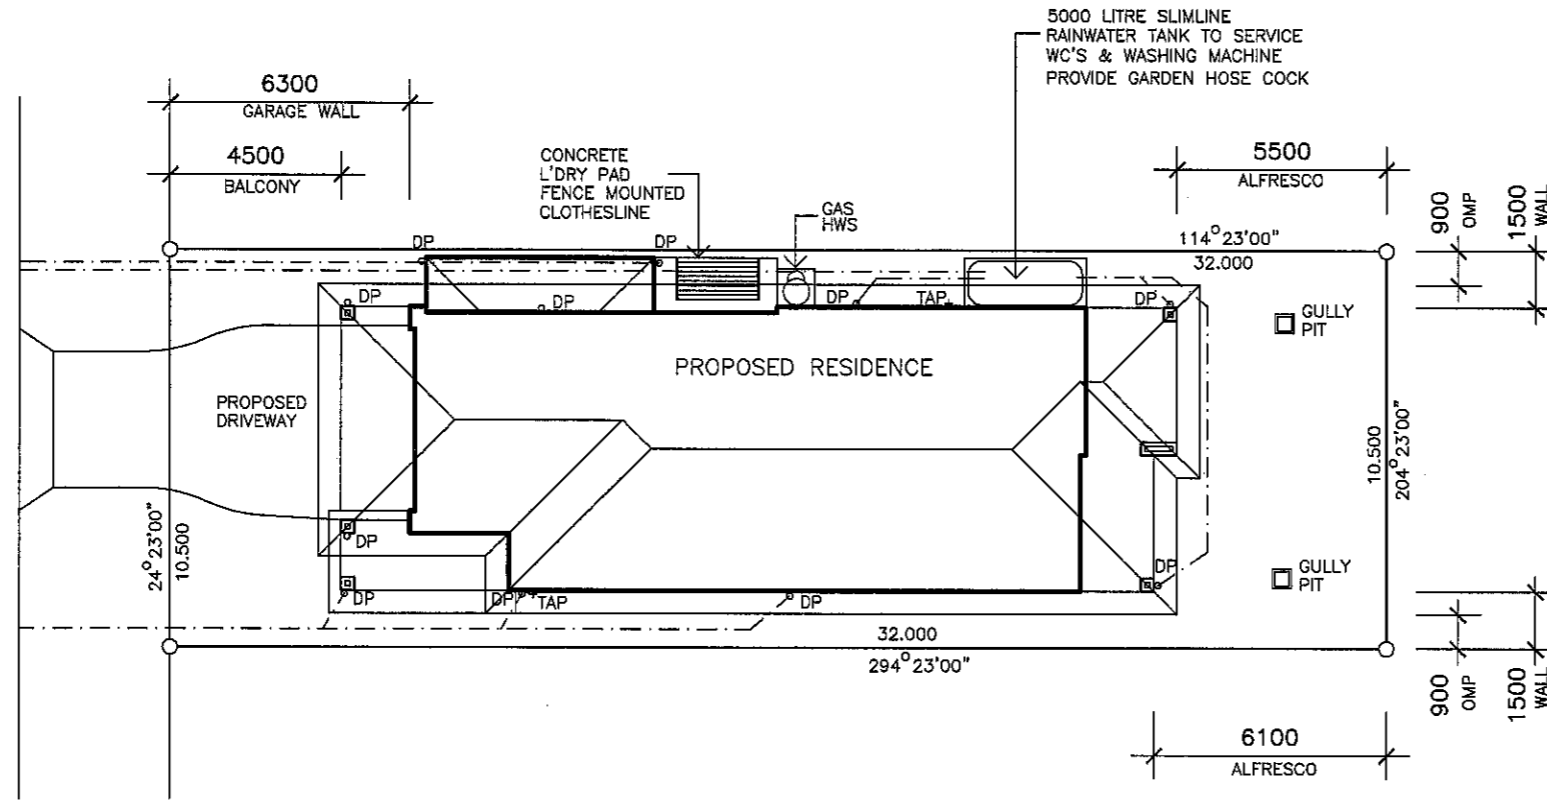 5000 LITRE SLIMLINE
RAINWATER TANK TO SERVICE
WC'S & WASHING MACHINE
PROVIDE GARDEN HOSE COCK
6300
GARAGE WALL
4500
BALCONY
CONCRETE
L'DRY PAD
FENCE MOUNTED
CLOTHESLINE
GAS
HWS
5500
ALFRESCO
900
OMP
1500
WALL
DP
DP
114°23'00"
32.000
DP
DP
DP
TAP
DP
GULLY
PIT
PROPOSED RESIDENCE
PROPOSED
DRIVEWAY
24°23'00"
10.500
10.500
204°23'00"
DP
DP
DP
TAP
DP
DP
GULLY
PIT
32.000
294°23'00"
900
OMP
1500
WALL
6100
ALFRESCO